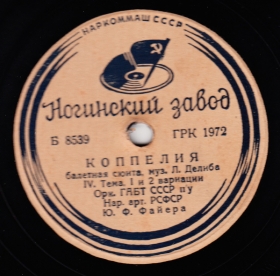 НАРКОММАШ СССР
Ногинский завод
Б 8539 ГРК 1972
КОППЕЛИЯ
балетная сюита, муз. Л. Делиба
IV. Тема. 1 и 2 вариации
Орк. ГАБТ СССР п/у
Нар. арт. РСФСР
Ю. Ф. Файера